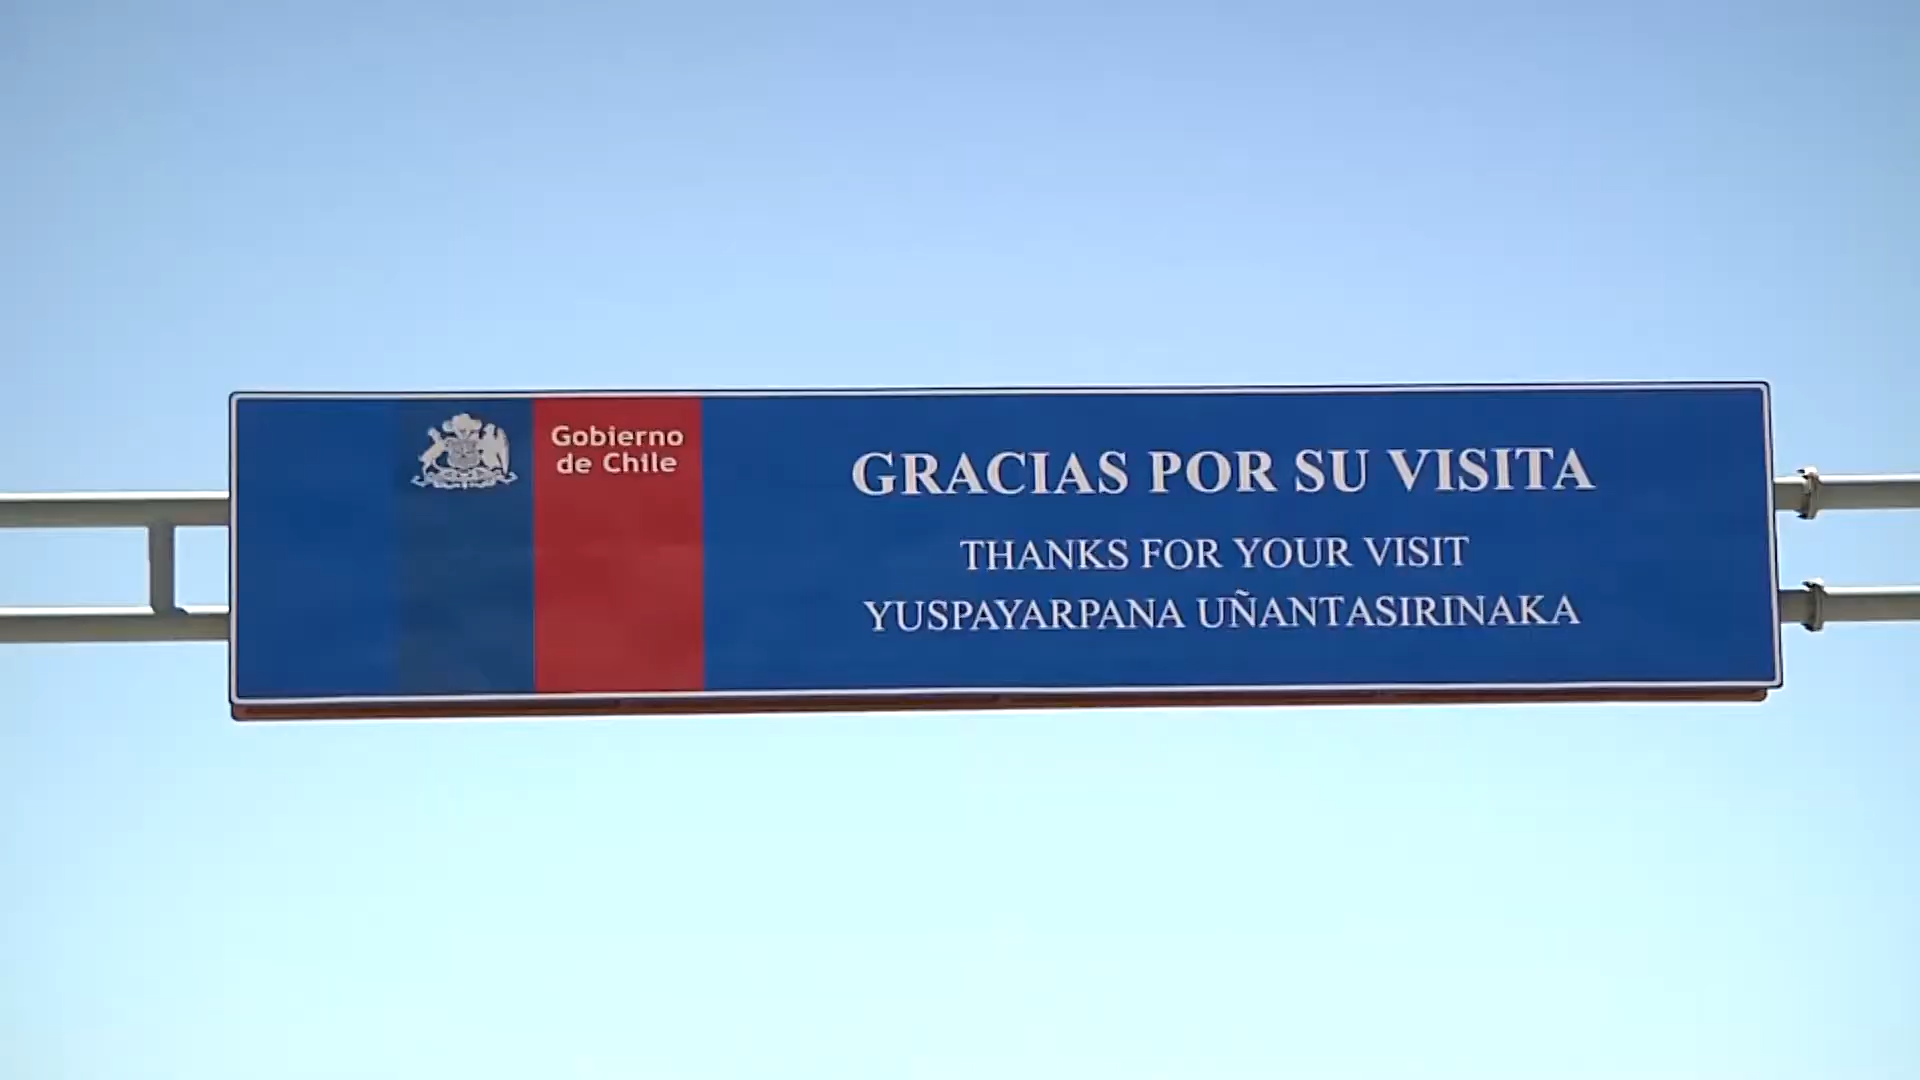 Gobierno
de Chile
GRACIAS POR SU VISITA
THANKS FOR YOUR VISIT
YUSPAYARPANA UÑANTASIRINAKA